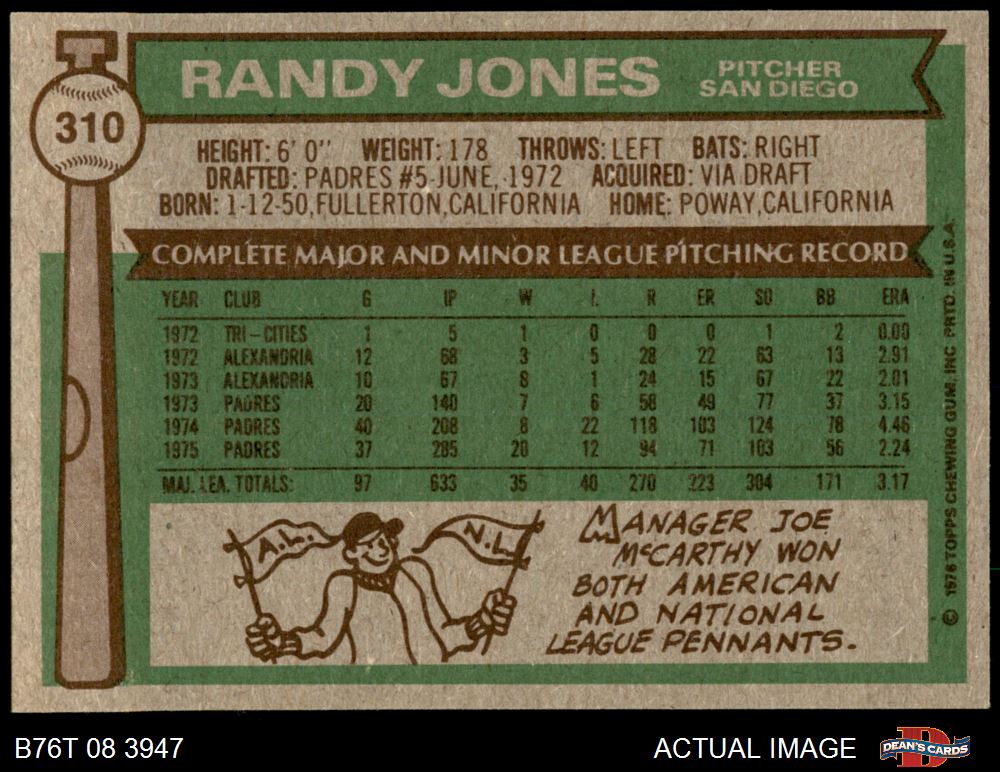 310
RANDY JONES
PITCHER
SAN DIEGO
HEIGHT: 6' 0" WEIGHT: 178 THROWS: LEFT BATS: RIGHT
DRAFTED: PADRES #5-JUNE, 1972 ACQUIRED: VIA DRAFT
BORN: 1-12-50, FULLERTON, CALIFORNIA HOME: POWAY, CALIFORNIA
COMPLETE MAJOR AND MINOR LEAGUE PITCHING RECORD
YEAR CLUB G IP W L R ER SO BB ERA
1972 TRI-CITIES 1 5 1 0 0 0 1 2 0.00
1972 ALEXANDRIA 12 68 3 5 28 22 63 13 2.91
1973 ALEXANDRIA 10 67 8 1 24 15 67 22 2.01
1973 PADRES 20 140 7 6 58 49 77 37 3.15
1974 PADRES 40 208 8 22 118 103 124 78 4.46
1975 PADRES 37 285 20 12 94 71 103 56 2.24
MAJ. LEA. TOTALS: 97 633 35 40 270 223 304 171 3.17
A.L.
N.L.
MANAGER JOE
McCARTHY WON
BOTH AMERICAN
AND NATIONAL
LEAGUE PENNANTS.
© 1976 TOPPS CHEWING GUM, INC. PRTD. IN U.S.A.
B76T 08 3947
ACTUAL IMAGE
D
DEAN'S CARDS